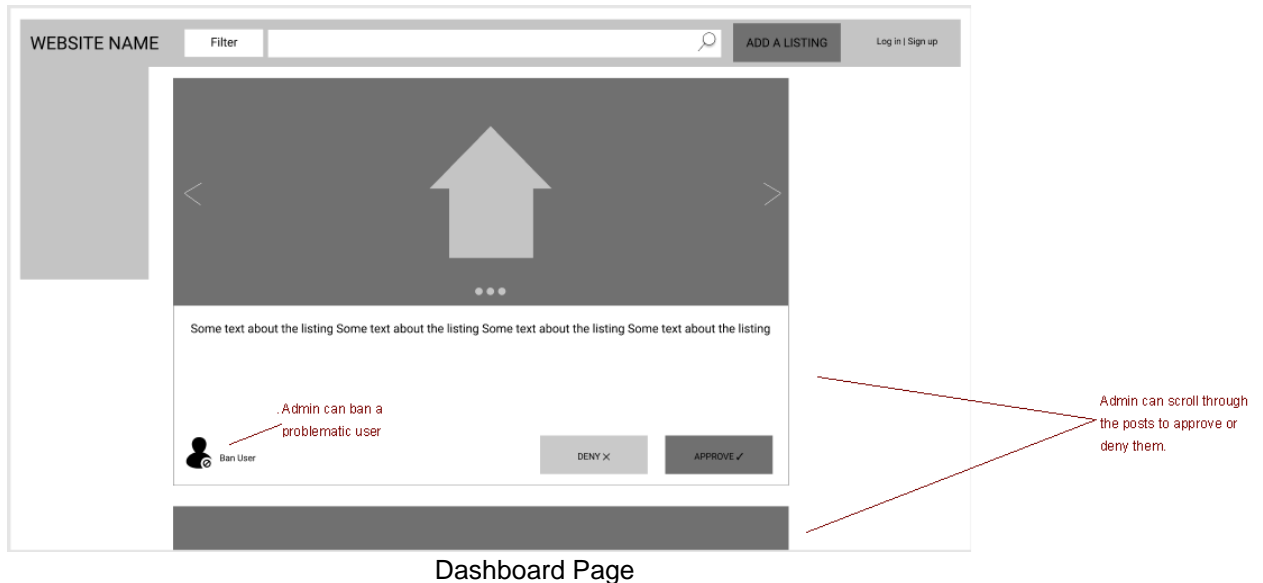 WEBSITE NAME Filter ADD A LISTING Log in | Sign up
Some text about the listing Some text about the listing Some text about the listing Some text about the listing
. Admin can ban a
problematic user
Ban User DENY × APPROVE ✓
Admin can scroll through
the posts to approve or
deny them.
Dashboard Page